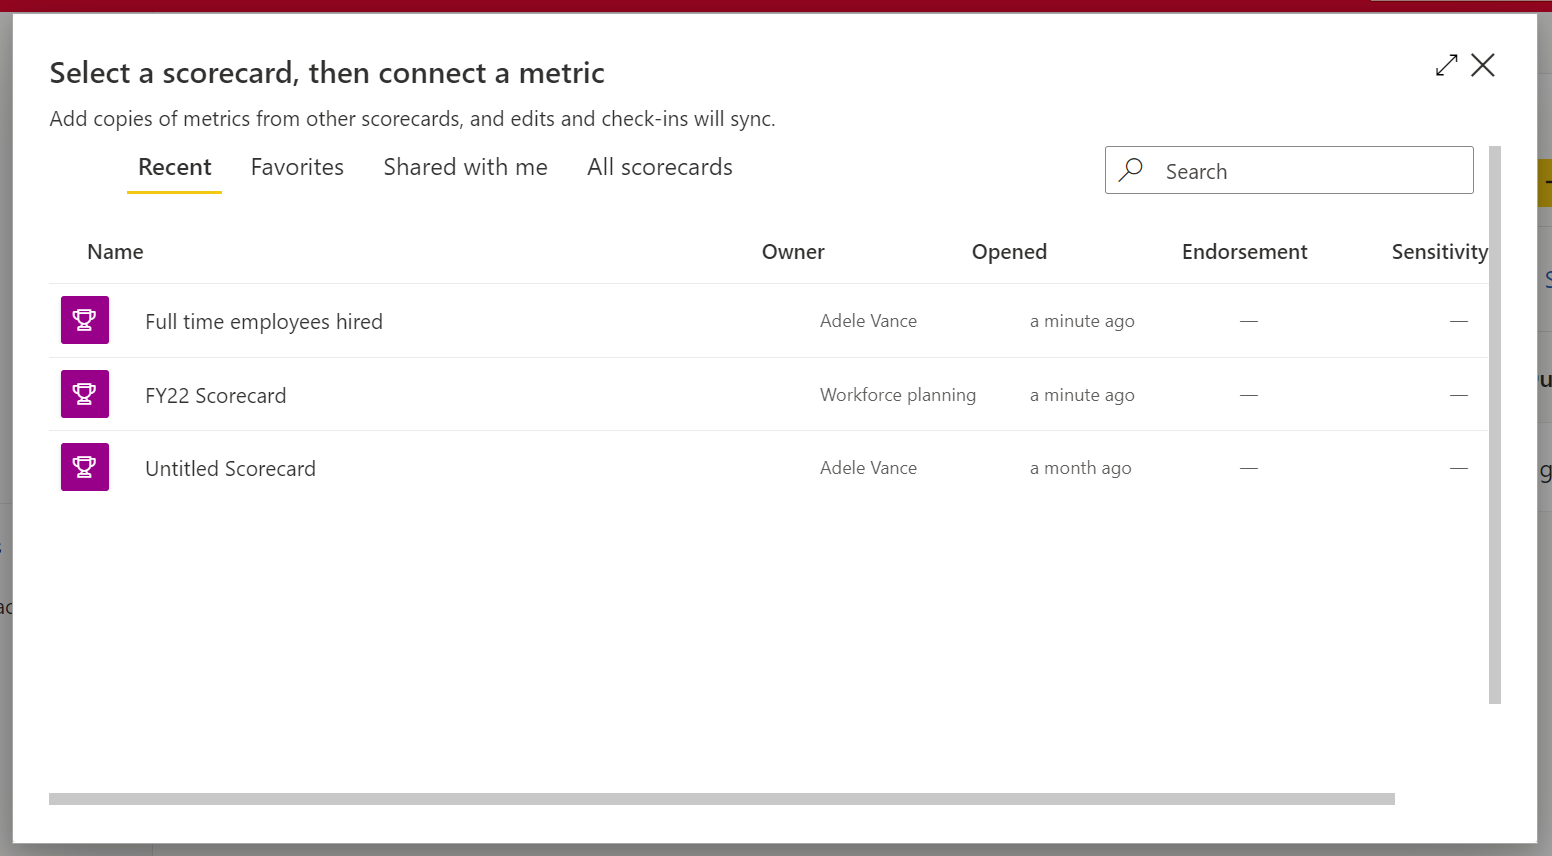 Select a scorecard, then connect a metric
Add copies of metrics from other scorecards, and edits and check-ins will sync.
Recent Favorites Shared with me All scorecards Search
Name Owner Opened Endorsement Sensitivity
Full time employees hired Adele Vance a minute ago — —
FY22 Scorecard Workforce planning a minute ago — —
Untitled Scorecard Adele Vance a month ago — —